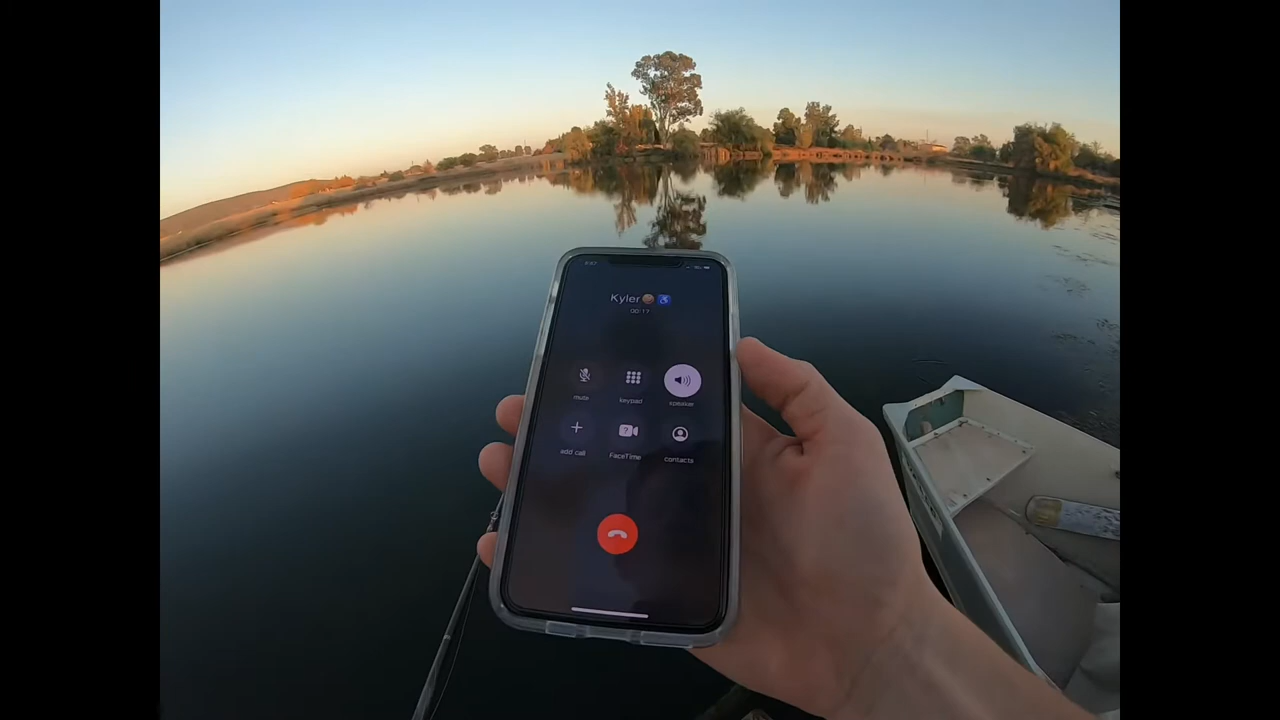 Kyler
00:17
mute
keypad
speaker
add call
FaceTime
contacts